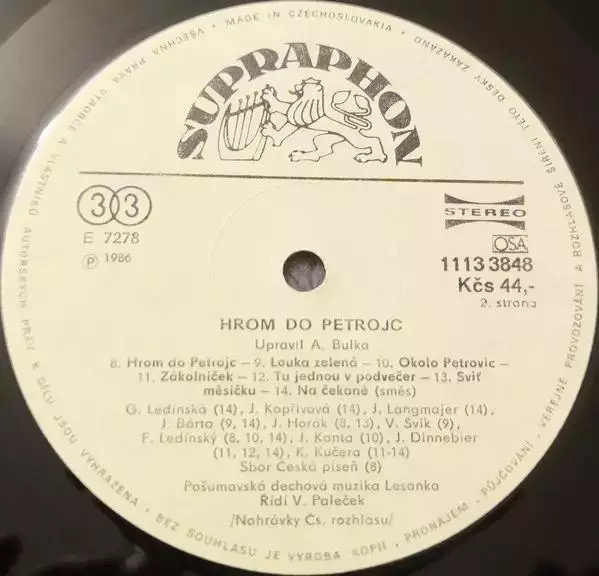 VŠECHNA PRÁVA VÝROBCE A VLASTNÍKŮ AUTORSKÝCH PRÁV K DÍLU JSOU VYHRAZENA • BEZ SOUHLASU JE VÝROBA KOPIÍ • PRONÁJEM • PŮJČOVÁNÍ • VEŘEJNÉ PROVOZOVÁNÍ A ROZHLASOVÉ ŠÍŘENÍ TÉTO DESKY ZAKÁZÁNO • MADE IN CZECHOSLOVAKIA •
SUPRAPHON
33
E 7278
Ⓟ 1986
STEREO
OSA
1113 3848
Kčs 44,-
2. strana
HROM DO PETROJC
Upravil A. Bulka
8. Hrom do Petrojc – 9. Louka zelená – 10. Okolo Petrovic –
11. Zákolníček – 12. Tu jednou v podvečer – 13. Sviť
měsíčku – 14. Na čekané (směs)
G. Ledinská (14), J. Kopřivová (14), J. Langmajer (14),
J. Bárta (9, 14), J. Horák (8, 13), V. Svík (9),
F. Ledínský (8, 10, 14), J. Konta (10), J. Dinnebier
(11, 12, 14), K. Kučera (11-14)
Sbor Česká píseň (8)
Pošumavská dechová muzika Lesanka
Řídí V. Paleček
/Nahrávky Čs. rozhlasu/